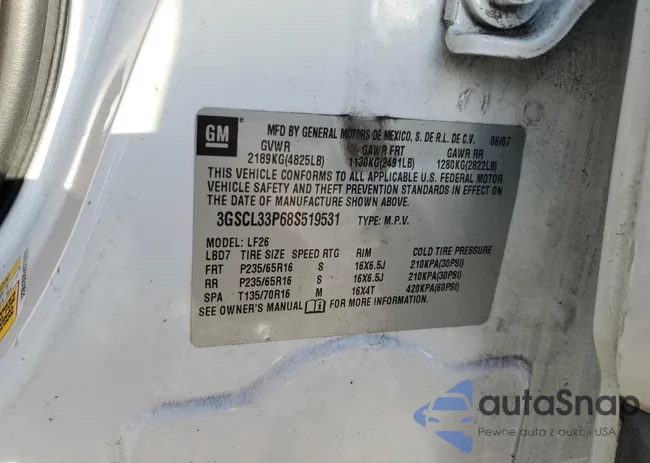 GM
MFD BY GENERAL MOTORS DE MEXICO, S. DE R.L. DE C.V. 06/07
GVWR GAWR FRT GAWR RR
2189KG(4825LB) 1130KG(2491LB) 1280KG(2822LB)
THIS VEHICLE CONFORMS TO ALL APPLICABLE U.S. FEDERAL MOTOR
VEHICLE SAFETY AND THEFT PREVENTION STANDARDS IN EFFECT ON
THE DATE OF MANUFACTURE SHOWN ABOVE.
3GSCL33P68S519531 TYPE: M.P.V.
MODEL: LF26
LBD7 TIRE SIZE SPEED RTG RIM COLD TIRE PRESSURE
FRT P235/65R16 S 16X6.5J 210KPA(30PSI)
RR P235/65R16 S 16X6.5J 210KPA(30PSI)
SPA T135/70R16 M 16X4T 420KPA(60PSI)
SEE OWNER'S MANUAL i FOR MORE INFORMATION.
autoSnap
Pewne auta z aukcji USA, EU